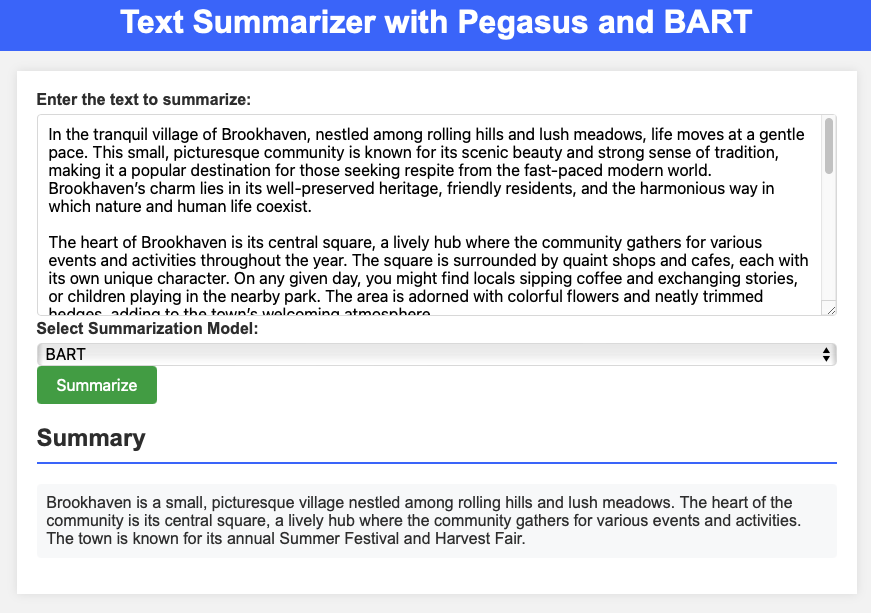 Text Summarizer with Pegasus and BART
Enter the text to summarize:
In the tranquil village of Brookhaven, nestled among rolling hills and lush meadows, life moves at a gentle
pace. This small, picturesque community is known for its scenic beauty and strong sense of tradition,
making it a popular destination for those seeking respite from the fast-paced modern world.
Brookhaven’s charm lies in its well-preserved heritage, friendly residents, and the harmonious way in
which nature and human life coexist.
The heart of Brookhaven is its central square, a lively hub where the community gathers for various
events and activities throughout the year. The square is surrounded by quaint shops and cafes, each with
its own unique character. On any given day, you might find locals sipping coffee and exchanging stories,
or children playing in the nearby park. The area is adorned with colorful flowers and neatly trimmed
hedges, adding to the town’s welcoming atmosphere.
Select Summarization Model:
BART
Summarize
Summary
Brookhaven is a small, picturesque village nestled among rolling hills and lush meadows. The heart of the
community is its central square, a lively hub where the community gathers for various events and activities.
The town is known for its annual Summer Festival and Harvest Fair.